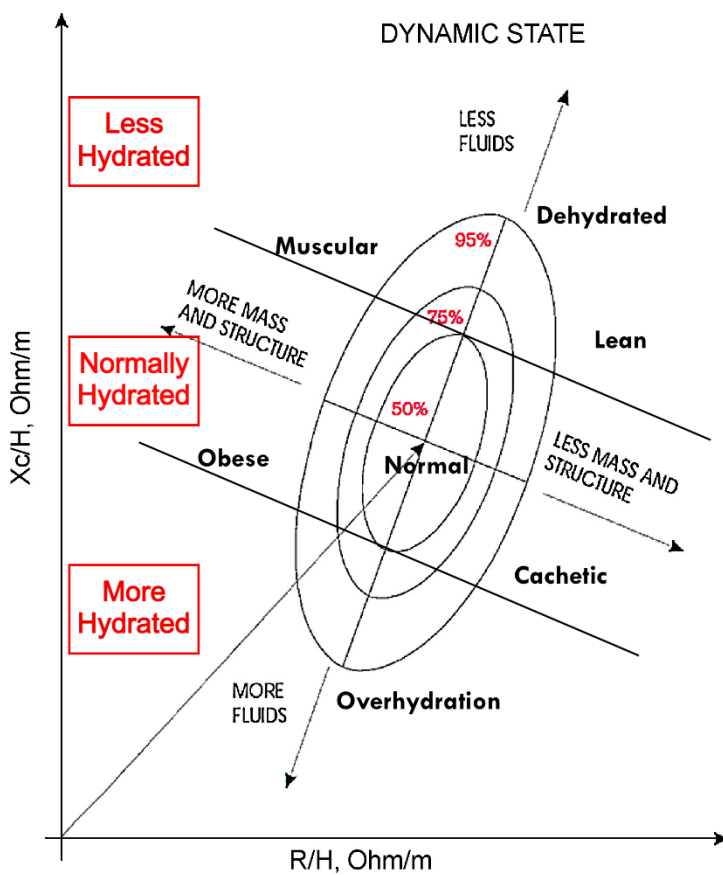 DYNAMIC STATE
Less
Hydrated
LESS
FLUIDS
Dehydrated
95%
Muscular
MORE MASS
AND STRUCTURE
75%
Lean
Normally
Hydrated
50%
Obese
Normal
LESS MASS AND
STRUCTURE
Cachetic
More
Hydrated
MORE
FLUIDS
Overhydration
Xc/H, Ohm/m
R/H, Ohm/m